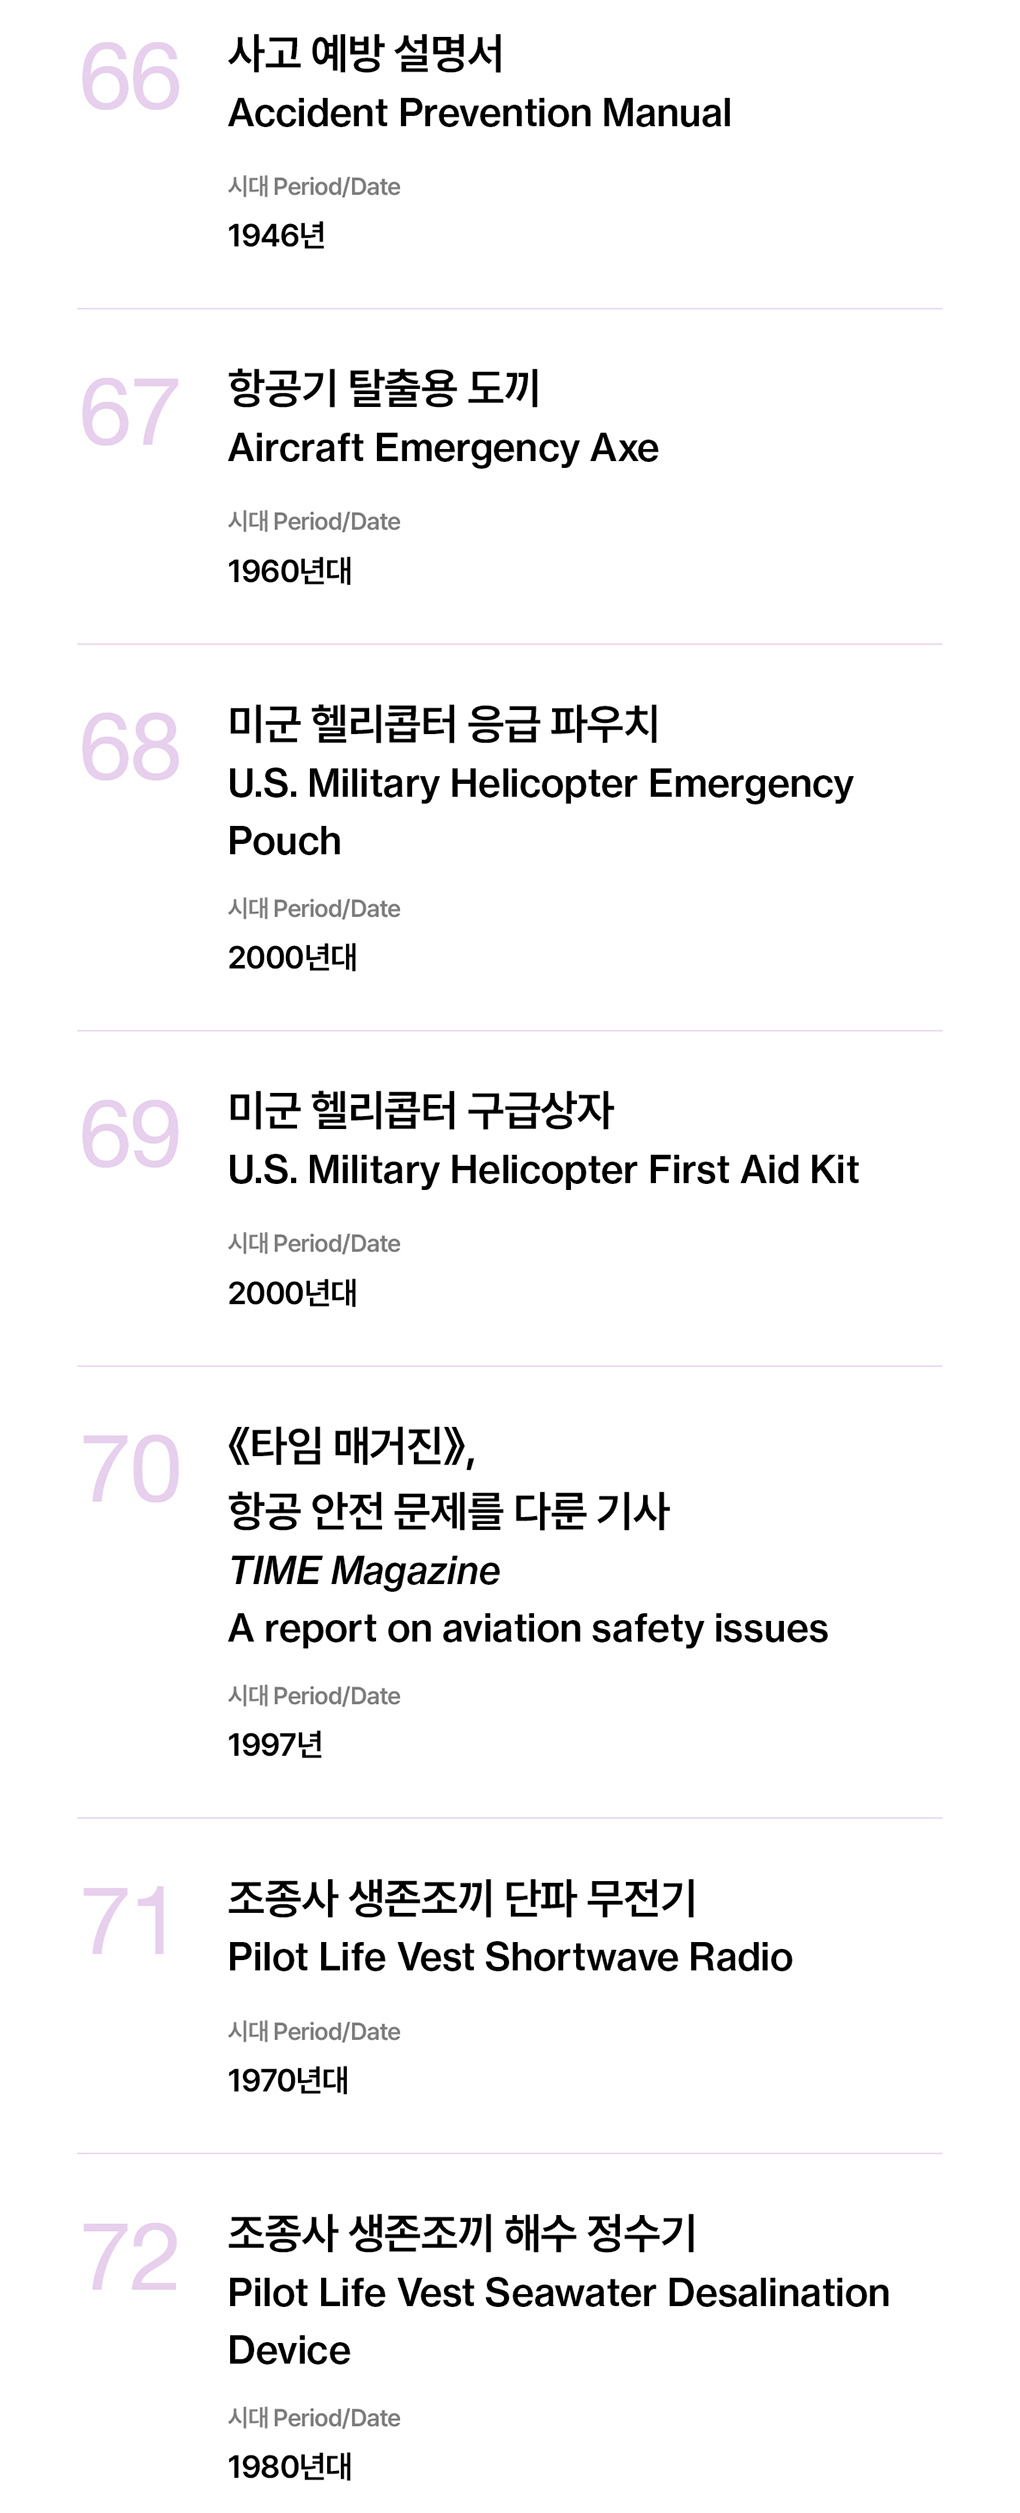 66
사고 예방 설명서
Accident Prevention Manual
시대 Period/Date
1946년
67
항공기 탈출용 도끼
Aircraft Emergency Axe
시대 Period/Date
1960년대
68
미군 헬리콥터 응급 파우치
U.S. Military Helicopter Emergency
Pouch
시대 Period/Date
2000년대
69
미군 헬리콥터 구급상자
U.S. Military Helicopter First Aid Kit
시대 Period/Date
2000년대
70
《타임 매거진》,
항공 안전 문제를 다룬 기사
TIME Magazine
A report on aviation safety issues
시대 Period/Date
1997년
71
조종사 생존조끼 단파 무전기
Pilot Life Vest Shortwave Radio
시대 Period/Date
1970년대
72
조종사 생존조끼 해수 정수기
Pilot Life Vest Seawater Desalination
Device
시대 Period/Date
1980년대